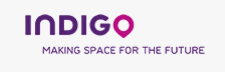 INDIGO
MAKING SPACE FOR THE FUTURE